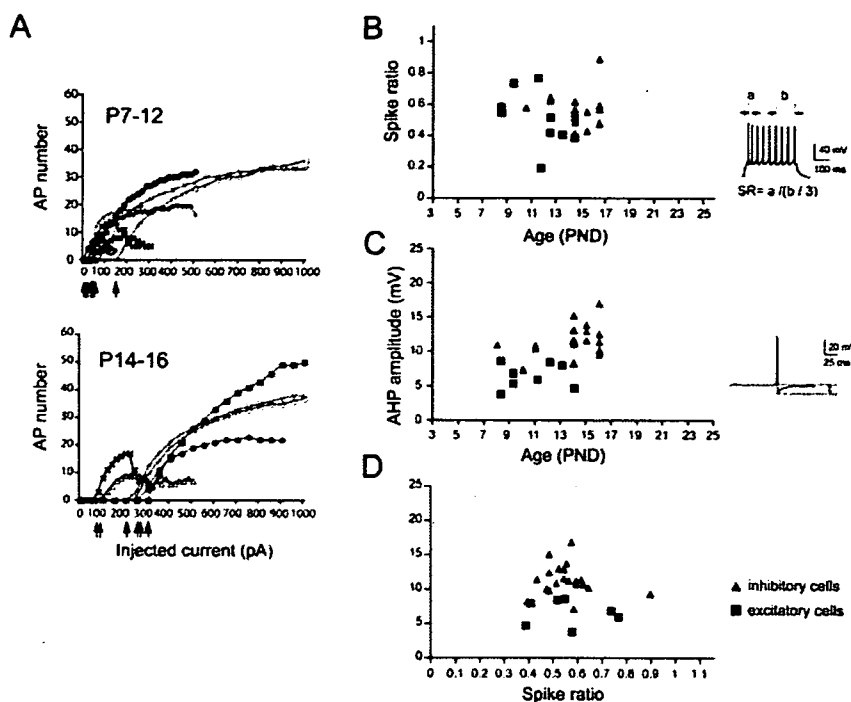 A
P7-12
AP number
60
50
40
30
20
10
0
0 100 200 300 400 500 600 700 800 900 1000
P14-16
AP number
60
50
40
30
20
10
0
0 100 200 300 400 500 600 700 800 900 1000
Injected current (pA)
B
Spike ratio
1
0.8
0.6
0.4
0.2
0
3 5 7 9 11 13 15 17 19 21 23 25
Age (PND)
a b
40 mV
100 ms
SR= a /(b / 3)
C
AHP amplitude (mV)
25
20
15
10
5
0
3 5 7 9 11 13 15 17 19 21 23 25
Age (PND)
20 mV
25 ms
D
25
20
15
10
5
0
0 0.1 0.2 0.3 0.4 0.5 0.6 0.7 0.8 0.9 1 1.1
Spike ratio
inhibitory cells
excitatory cells